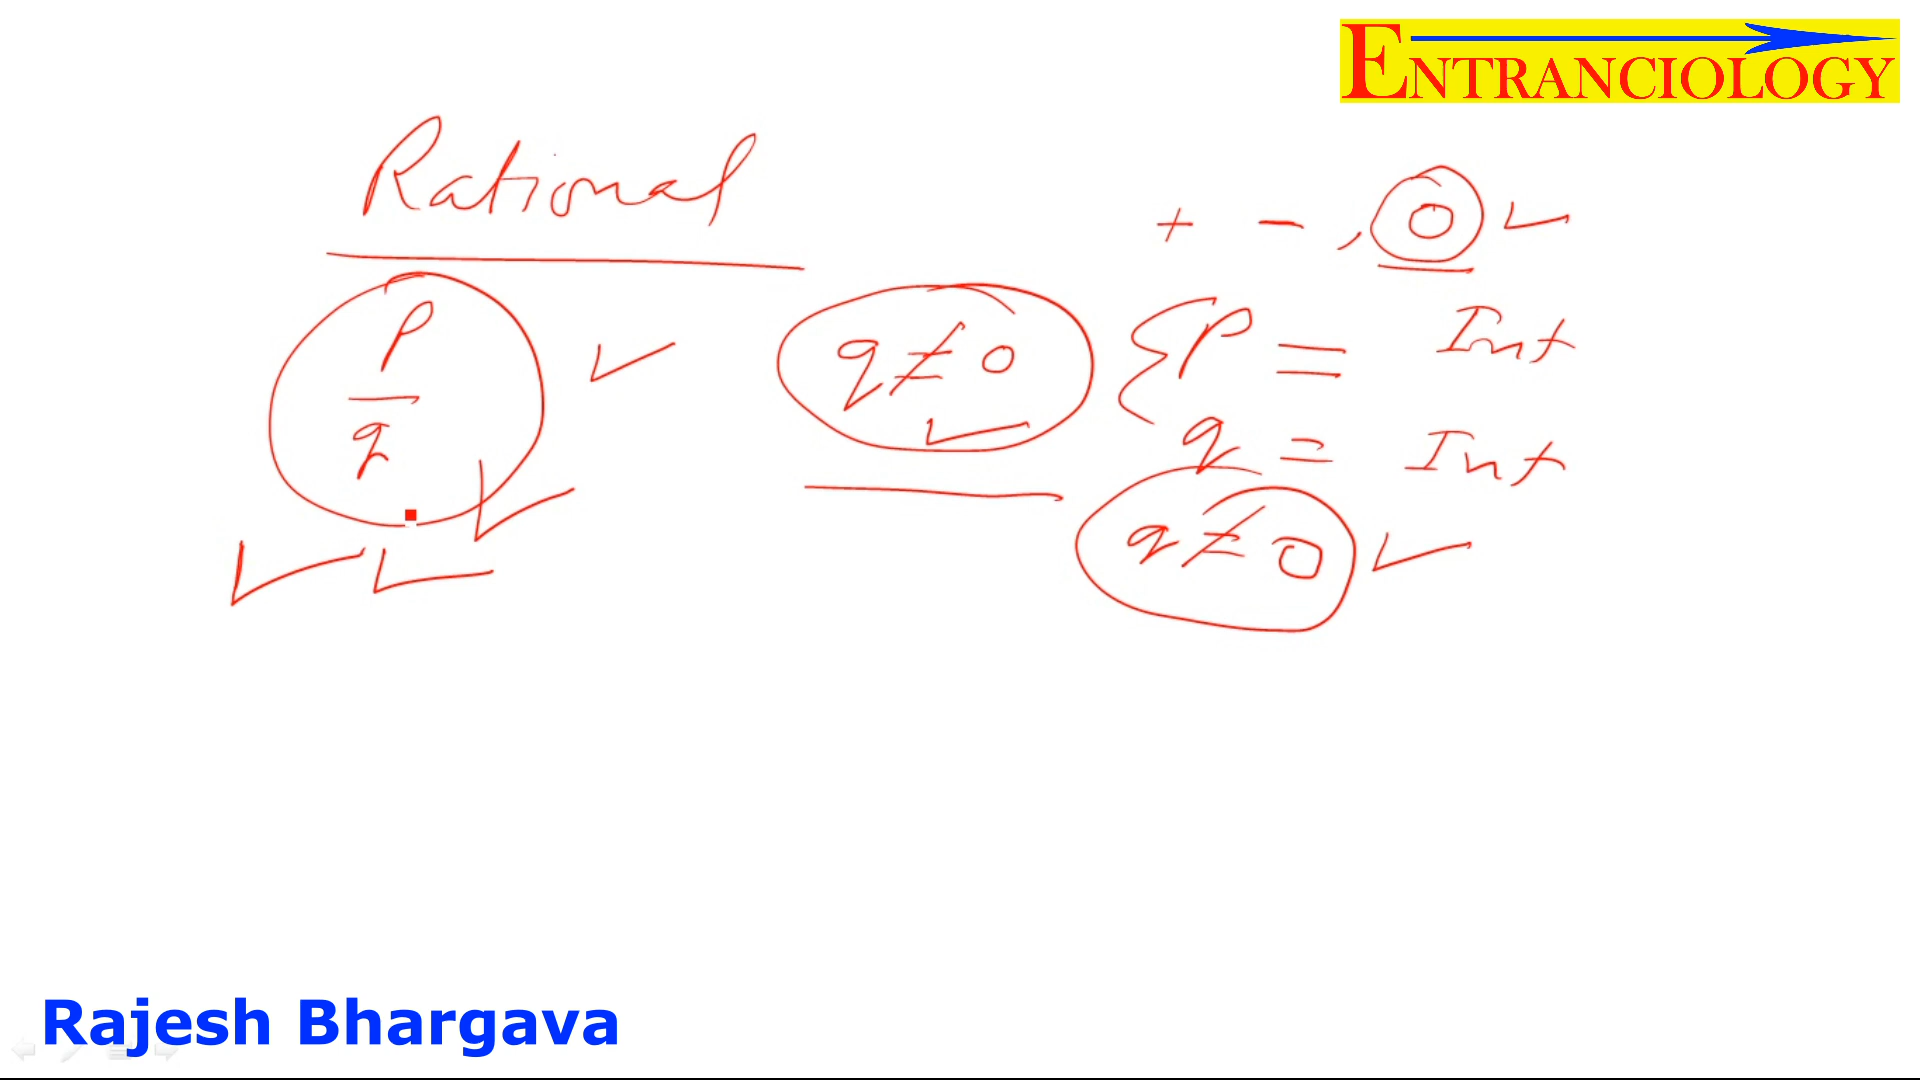 ENTRANCIOLOGY
Rational
+ - , 0
p/q
q ≠ 0
{ P = Int
q = Int
q ≠ 0
Rajesh Bhargava